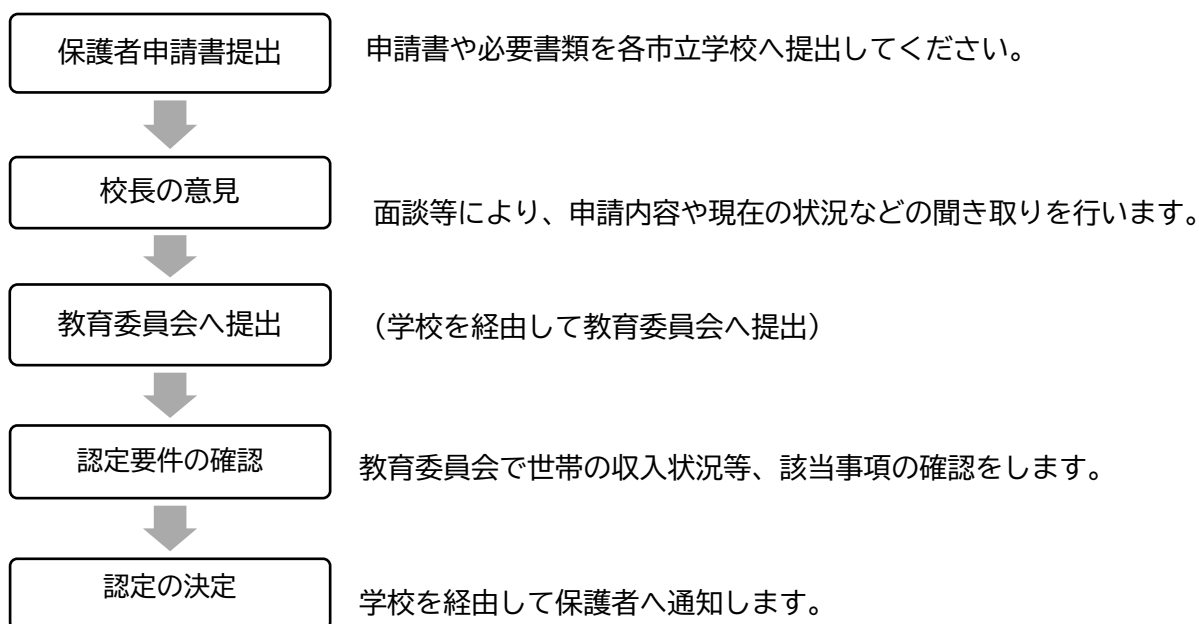 保護者申請書提出
申請書や必要書類を各市立学校へ提出してください。
校長の意見
面談等により、申請内容や現在の状況などの聞き取りを行います。
教育委員会へ提出
（学校を経由して教育委員会へ提出）
認定要件の確認
教育委員会で世帯の収入状況等、該当事項の確認をします。
認定の決定
学校を経由して保護者へ通知します。